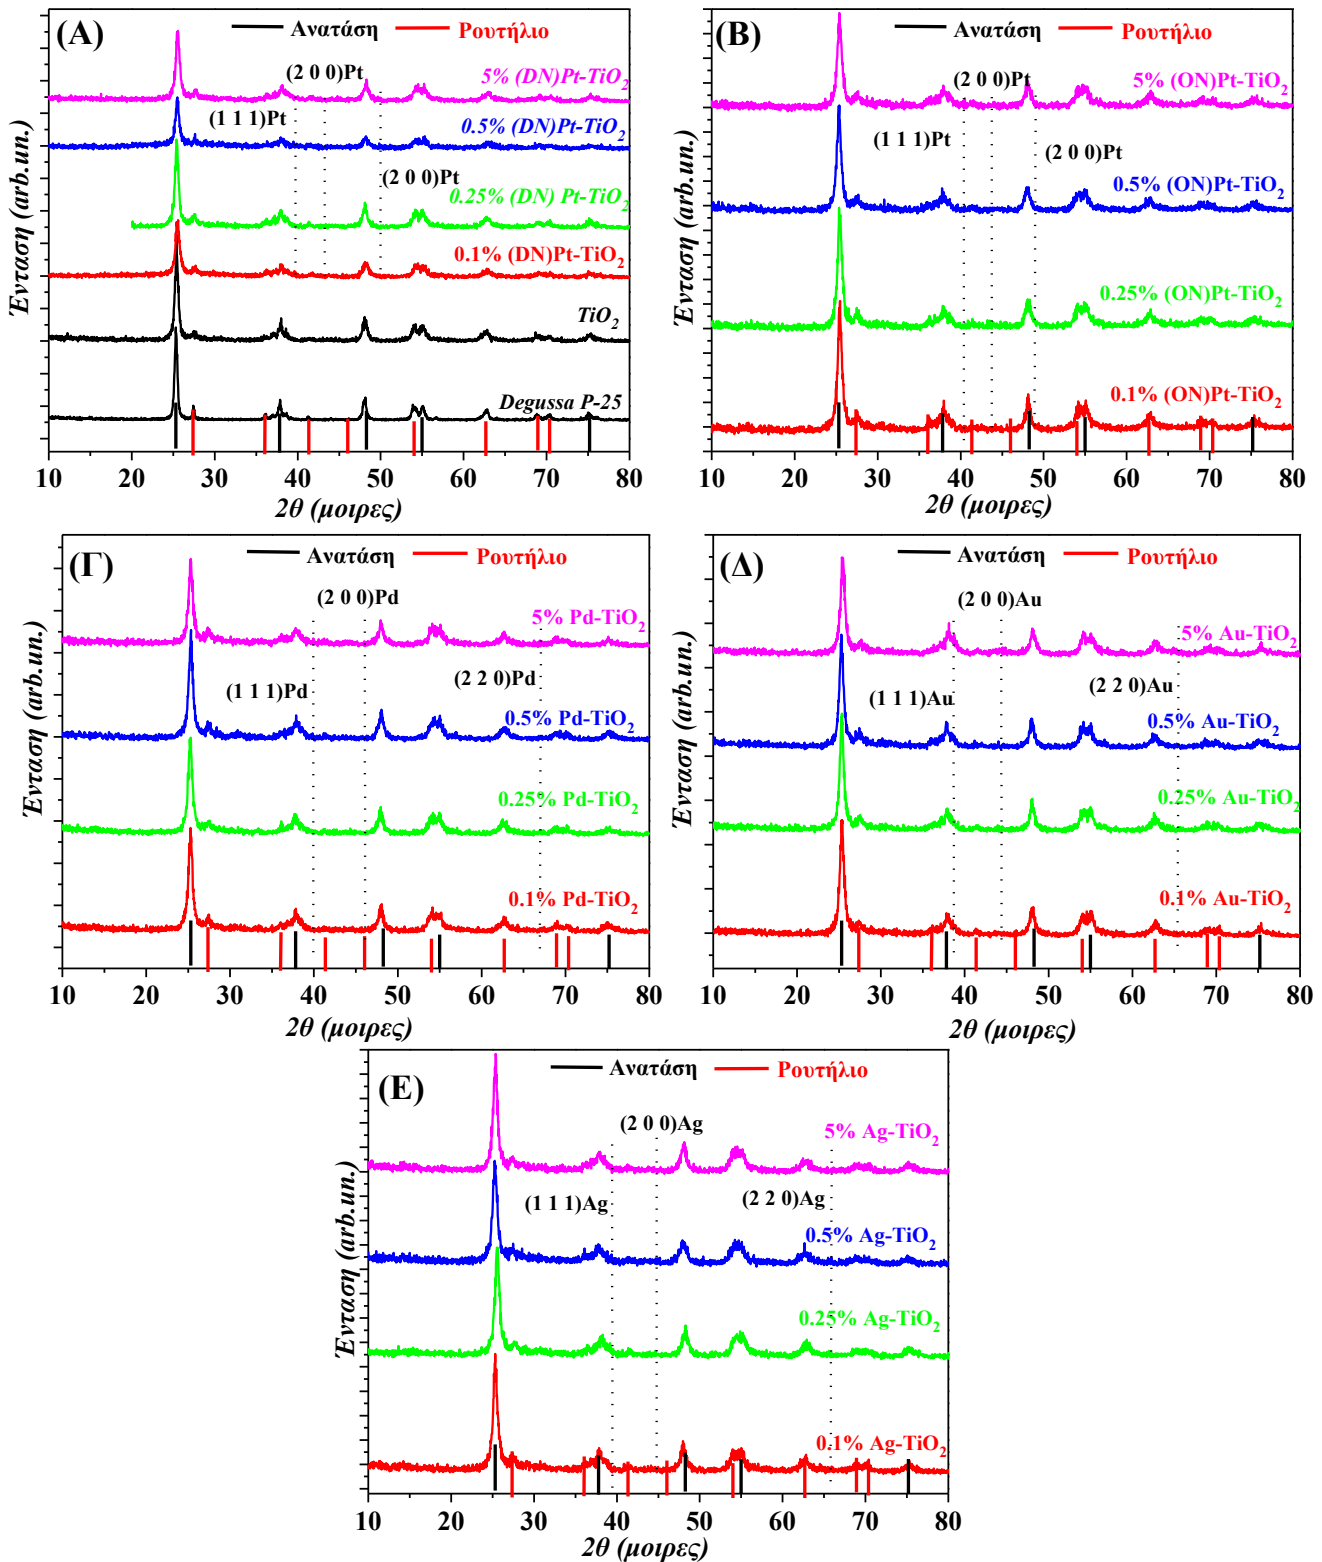 (Α)
Ανατάση Ρουτήλιο
(2 0 0)Pt
5% (DN)Pt-TiO2
(1 1 1)Pt
0.5% (DN)Pt-TiO2
(2 0 0)Pt
0.25% (DN) Pt-TiO2
0.1% (DN)Pt-TiO2
TiO2
Degussa P-25
Ένταση (arb.un.)
10 20 30 40 50 60 70 80
2θ (μοιρες)
(Β)
Ανατάση Ρουτήλιο
(2 0 0)Pt
5% (ON)Pt-TiO2
(1 1 1)Pt
(2 0 0)Pt
0.5% (ON)Pt-TiO2
0.25% (ON)Pt-TiO2
0.1% (ON)Pt-TiO2
Ένταση (arb.un.)
10 20 30 40 50 60 70 80
2θ (μοιρες)
(Γ)
Ανατάση Ρουτήλιο
(2 0 0)Pd
5% Pd-TiO2
(2 2 0)Pd
(1 1 1)Pd
0.5% Pd-TiO2
0.25% Pd-TiO2
0.1% Pd-TiO2
Ένταση (arb.un.)
10 20 30 40 50 60 70 80
2θ (μοιρες)
(Δ)
Ανατάση Ρουτήλιο
(2 0 0)Au
5% Au-TiO2
(2 2 0)Au
(1 1 1)Au
0.5% Au-TiO2
0.25% Au-TiO2
0.1% Au-TiO2
Ένταση (arb.un.)
10 20 30 40 50 60 70 80
2θ (μοιρες)
(Ε)
Ανατάση Ρουτήλιο
(2 0 0)Ag
5% Ag-TiO2
(1 1 1)Ag
(2 2 0)Ag
0.5% Ag-TiO2
0.25% Ag-TiO2
0.1% Ag-TiO2
Ένταση (arb.un.)
10 20 30 40 50 60 70 80
2θ (μοιρες)